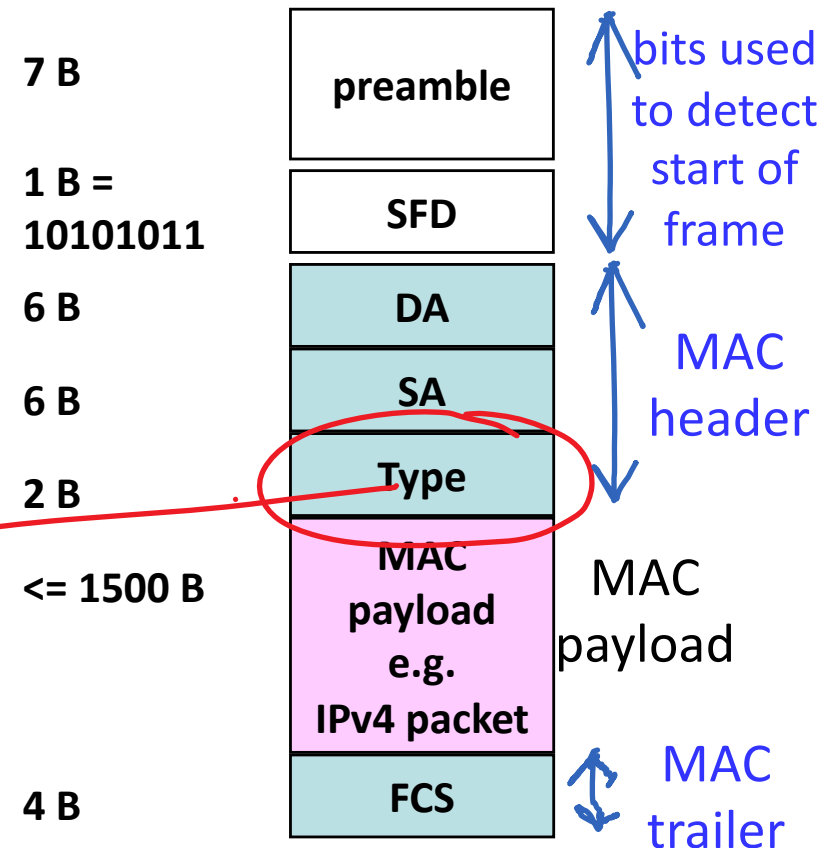 7 B
preamble
bits used
to detect
start of
frame
1 B =
10101011
SFD
6 B
DA
MAC
header
6 B
SA
2 B
Type
<= 1500 B
MAC
payload
e.g.
IPv4 packet
MAC
payload
4 B
FCS
MAC
trailer